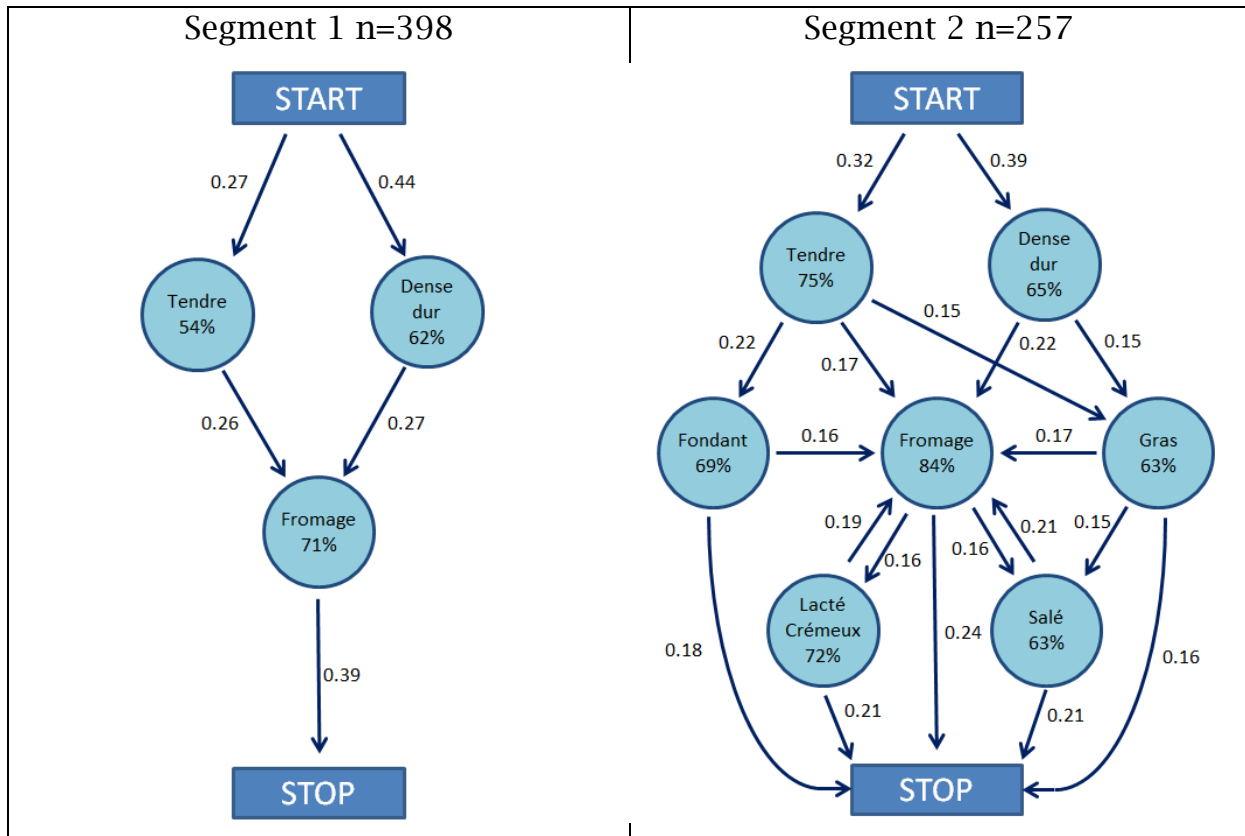 Segment 1 n=398
START
0.27
0.44
Tendre
54%
Dense
dur
62%
0.26
0.27
Fromage
71%
0.39
STOP
Segment 2 n=257
START
0.32
0.39
Tendre
75%
Dense
dur
65%
0.15
0.22
0.17
0.22
0.15
Fondant
69%
0.16
Fromage
84%
0.17
Gras
63%
0.19
0.16
0.16
0.21
0.15
Lacté
Crémeux
72%
Salé
63%
0.18
0.24
0.16
0.21
0.21
STOP